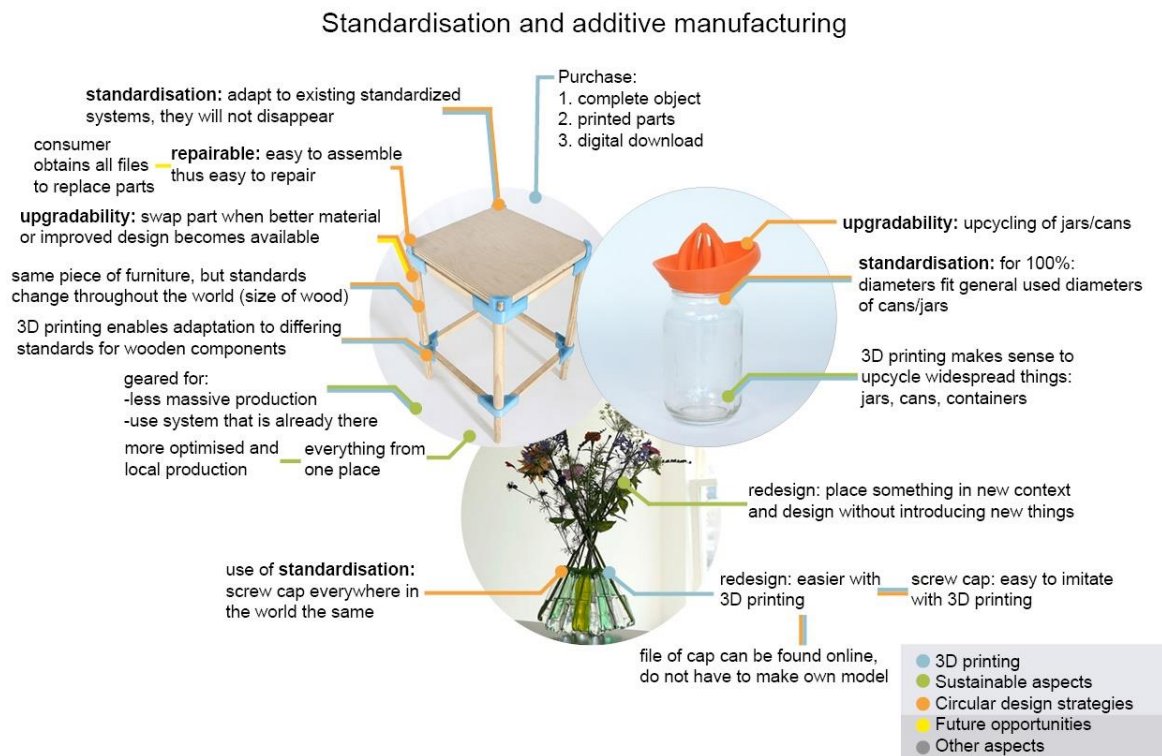 Standardisation and additive manufacturing
Purchase:
1. complete object
2. printed parts
3. digital download
standardisation: adapt to existing standardized
systems, they will not disappear
consumer
obtains all files
to replace parts
repairable: easy to assemble
thus easy to repair
upgradability: swap part when better material
or improved design becomes available
same piece of furniture, but standards
change throughout the world (size of wood)
3D printing enables adaptation to differing
standards for wooden components
geared for:
-less massive production
-use system that is already there
more optimised and
local production
everything from
one place
upgradability: upcycling of jars/cans
standardisation: for 100%:
diameters fit general used diameters
of cans/jars
3D printing makes sense to
upcycle widespread things:
jars, cans, containers
redesign: place something in new context
and design without introducing new things
use of standardisation:
screw cap everywhere in
the world the same
redesign: easier with
3D printing
screw cap: easy to imitate
with 3D printing
file of cap can be found online,
do not have to make own model
3D printing
Sustainable aspects
Circular design strategies
Future opportunities
Other aspects